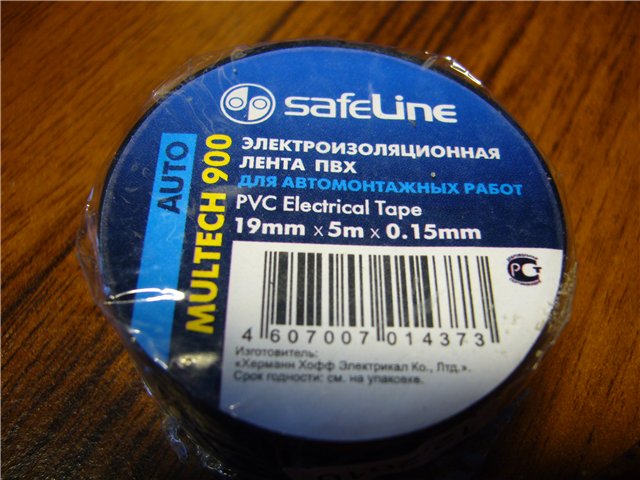 safeLine
ЭЛЕКТРОИЗОЛЯЦИОННАЯ
ЛЕНТА ПВХ
ДЛЯ АВТОМОНТАЖНЫХ РАБОТ
PVC Electrical Tape
19mm x 5m x 0.15mm
AUTO
MULTECH 900
4 607007 014373
Изготовитель:
«Херманн Хофф Электрикал Ко., Лтд.».
Срок годности: см. на упаковке.